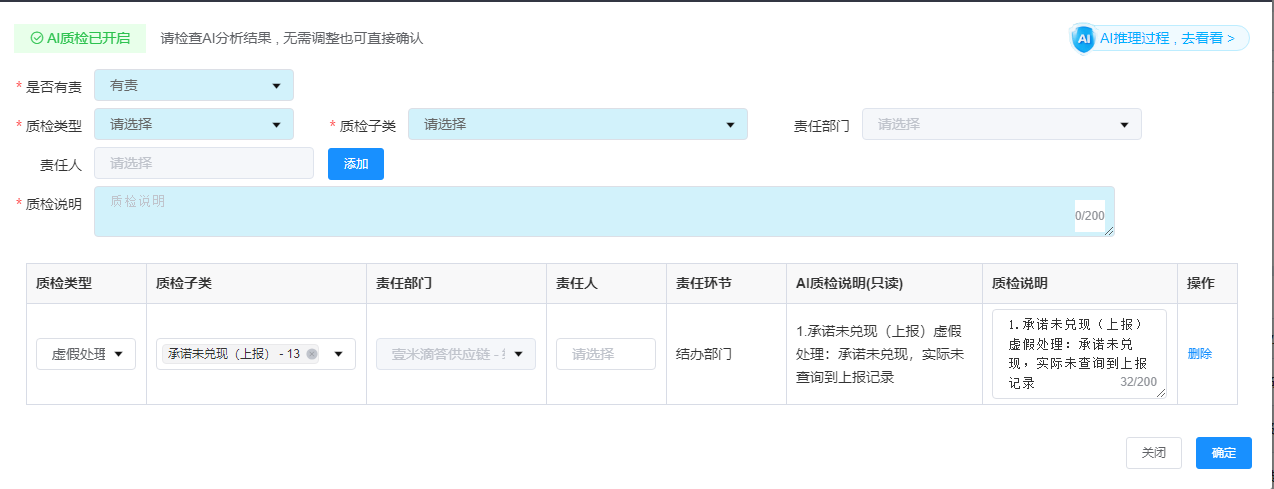 AI质检已开启 请检查AI分析结果，无需调整也可直接确认 AI AI推理过程，去看看 >
* 是否有责 有责
* 质检类型 请选择 * 质检子类 请选择 责任部门 请选择
责任人 请选择 添加
* 质检说明 质检说明
0/200
质检类型 质检子类 责任部门 责任人 责任环节 AI质检说明(只读) 质检说明 操作
虚假处理 承诺未兑现（上报） - 13 壹米滴答供应链 - 请选择 结办部门
1.承诺未兑现（上报）虚假
处理：承诺未兑现，实际未
查询到上报记录
1.承诺未兑现（上报）
虚假处理：承诺未兑
现，实际未查询到上报
记录 32/200
删除
关闭 确定